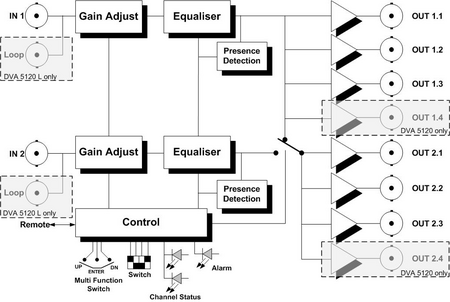 IN 1
Gain Adjust
Equaliser
OUT 1.1
Loop
DVA 5120 L only
Presence
Detection
OUT 1.2
OUT 1.3
OUT 1.4
DVA 5120 only
IN 2
Gain Adjust
Equaliser
OUT 2.1
Loop
DVA 5120 L only
Presence
Detection
OUT 2.2
Remote
Control
OUT 2.3
UP
ENTER
DN
Multi Function
Switch
Switch
Channel Status
Alarm
OUT 2.4
DVA 5120 only